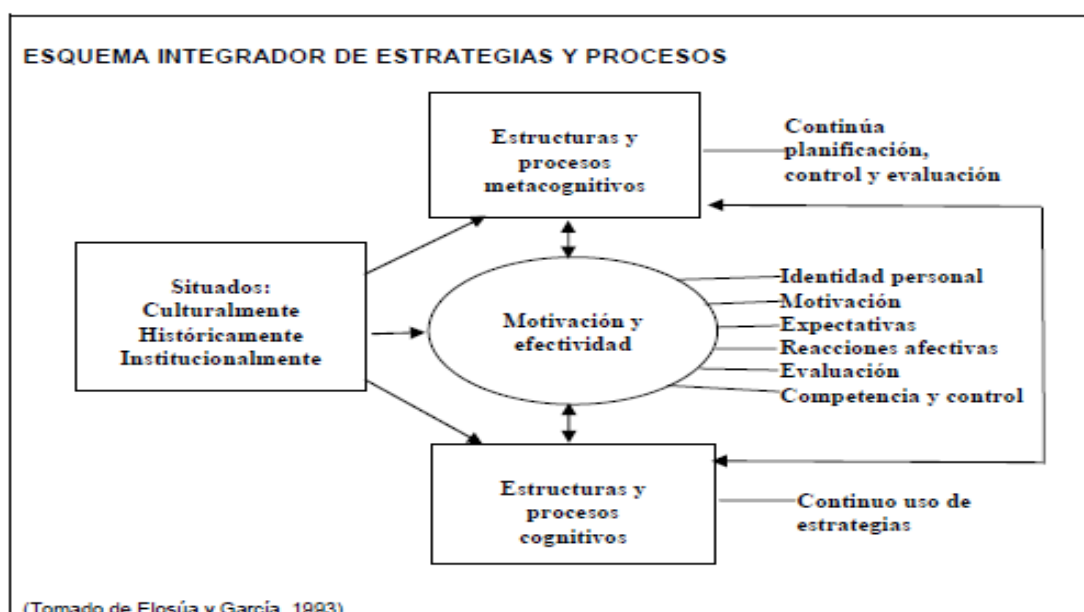 ESQUEMA INTEGRADOR DE ESTRATEGIAS Y PROCESOS
Estructuras y
procesos
metacognitivos
Continúa
planificación,
control y evaluación
Situados:
Culturalmente
Históricamente
Institucionalmente
Motivación y
efectividad
Identidad personal
Motivación
Expectativas
Reacciones afectivas
Evaluación
Competencia y control
Estructuras y
procesos
cognitivos
Continuo uso de
estrategias
(Tomado de Elosúa y García, 1993)